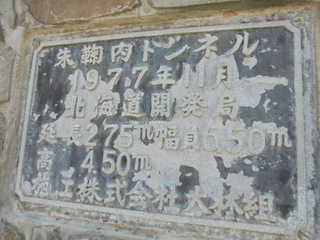 朱鞠内トンネル
1977年11月
北海道開発局
延長275m幅員6.50m
高 4.50m
施工株式会社大林組